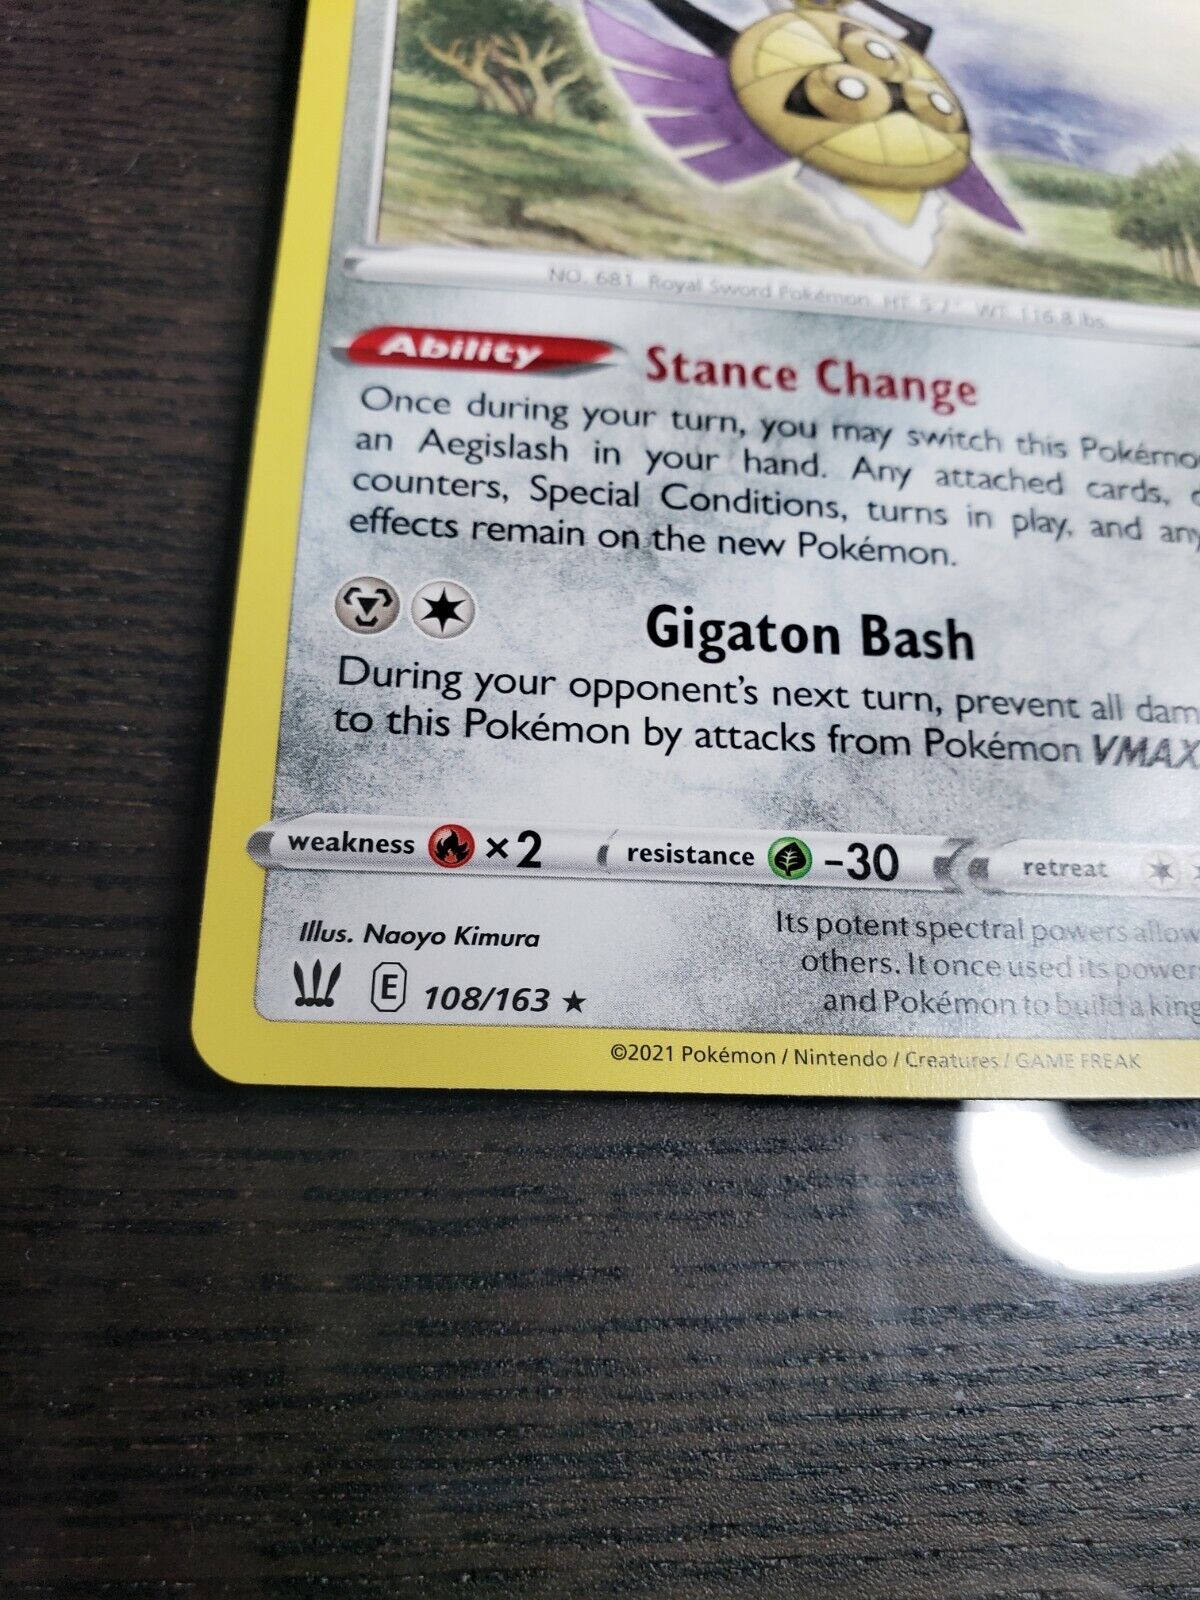 NO. 681 Royal Sword Pokémon HT 5'7" WT 116.8 lbs.
Ability Stance Change
Once during your turn, you may switch this Pokémo
an Aegislash in your hand. Any attached cards,
counters, Special Conditions, turns in play, and any
effects remain on the new Pokémon.
Gigaton Bash
During your opponent's next turn, prevent all dam
to this Pokémon by attacks from Pokémon VMAX.
weakness ×2 resistance -30 retreat
Illus. Naoyo Kimura
Its potent spectral powers allow
others. It once used its power
and Pokémon to build a king
E 108/163 ★
©2021 Pokémon / Nintendo / Creatures / GAME FREAK